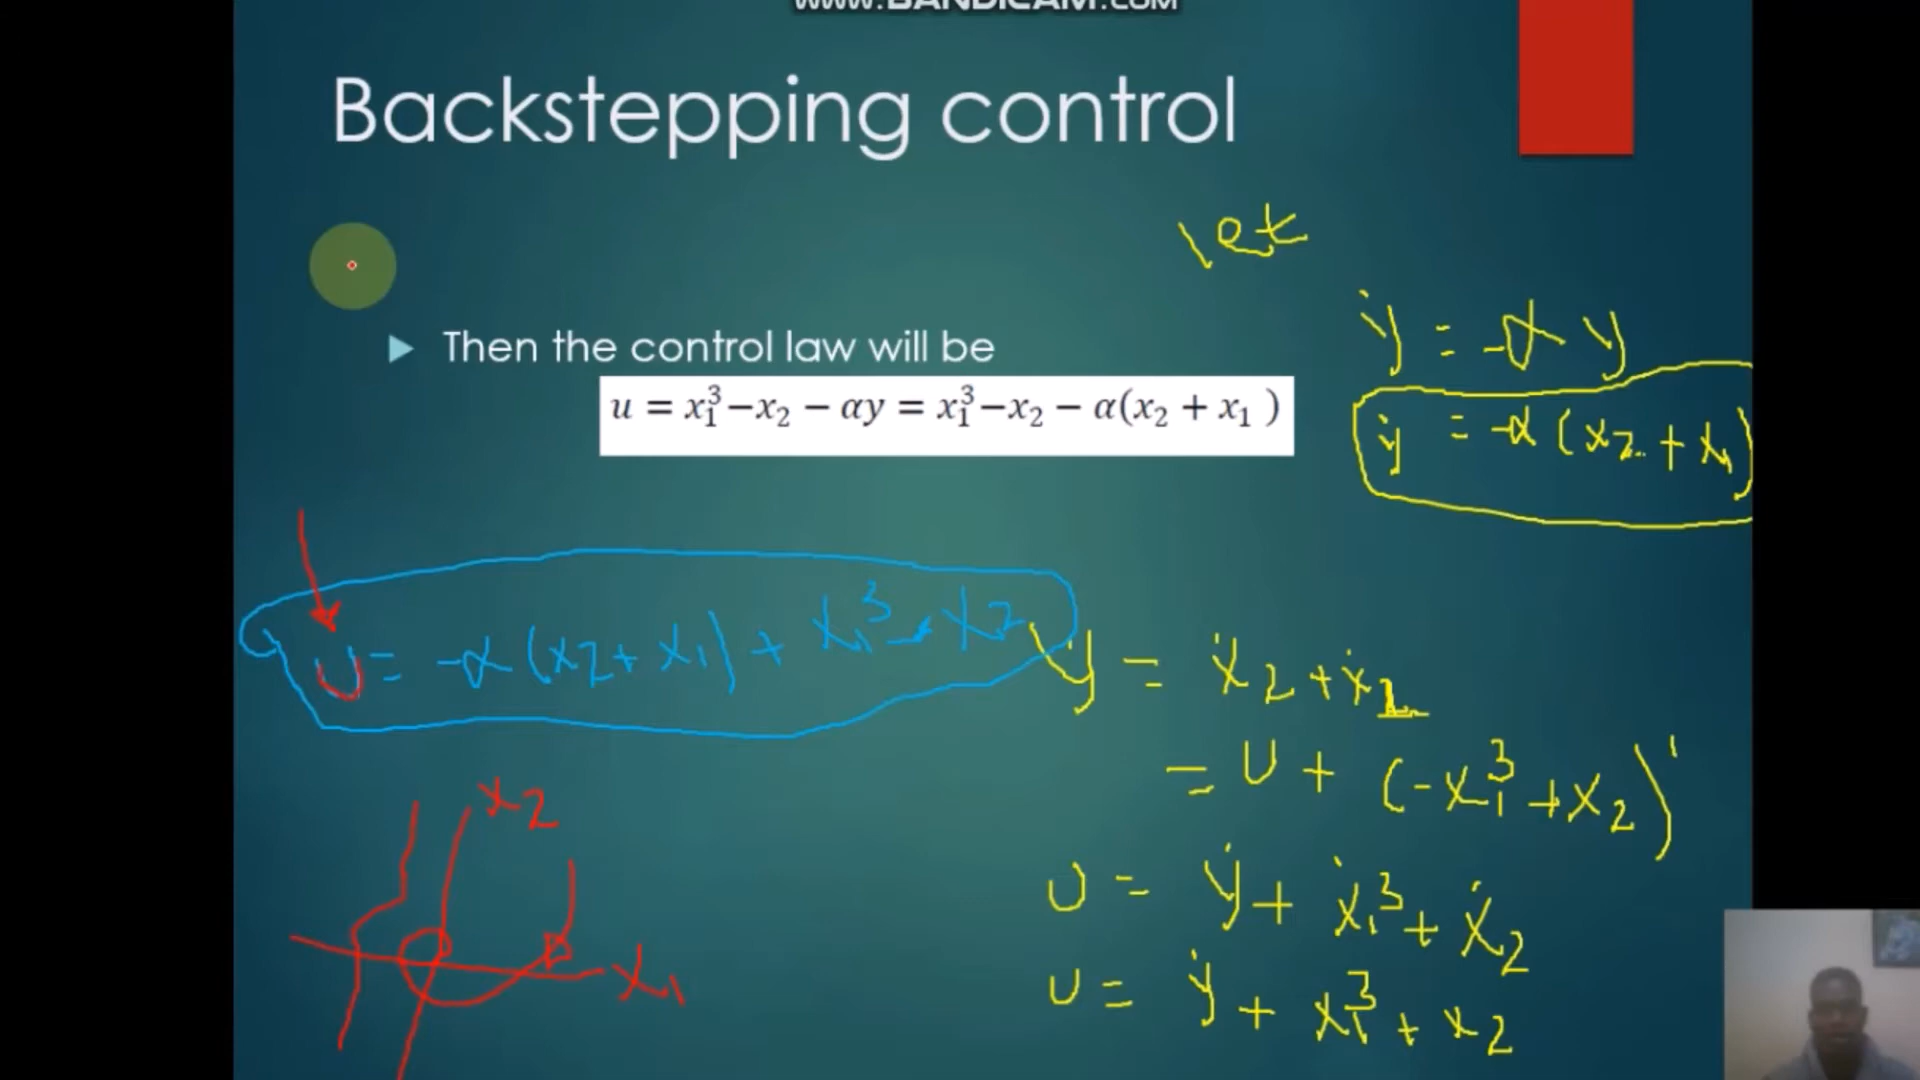 WWW.BANDICAM.COM
Backstepping control
let
ẏ = -α y
Then the control law will be
u = x₁³−x₂ − αy = x₁³−x₂ − α(x₂ + x₁ )
ẏ = -α (x₂ + x₁)
U = -α (x₂ + x₁) + x₁³ - x₂
ẏ = ẋ₂ + ẋ₁
= U + (-x₁³ + x₂)
x₂
U = ẏ + ẋ₁³ + ẋ₂
x₁
U = ẏ + x₁³ + x₂